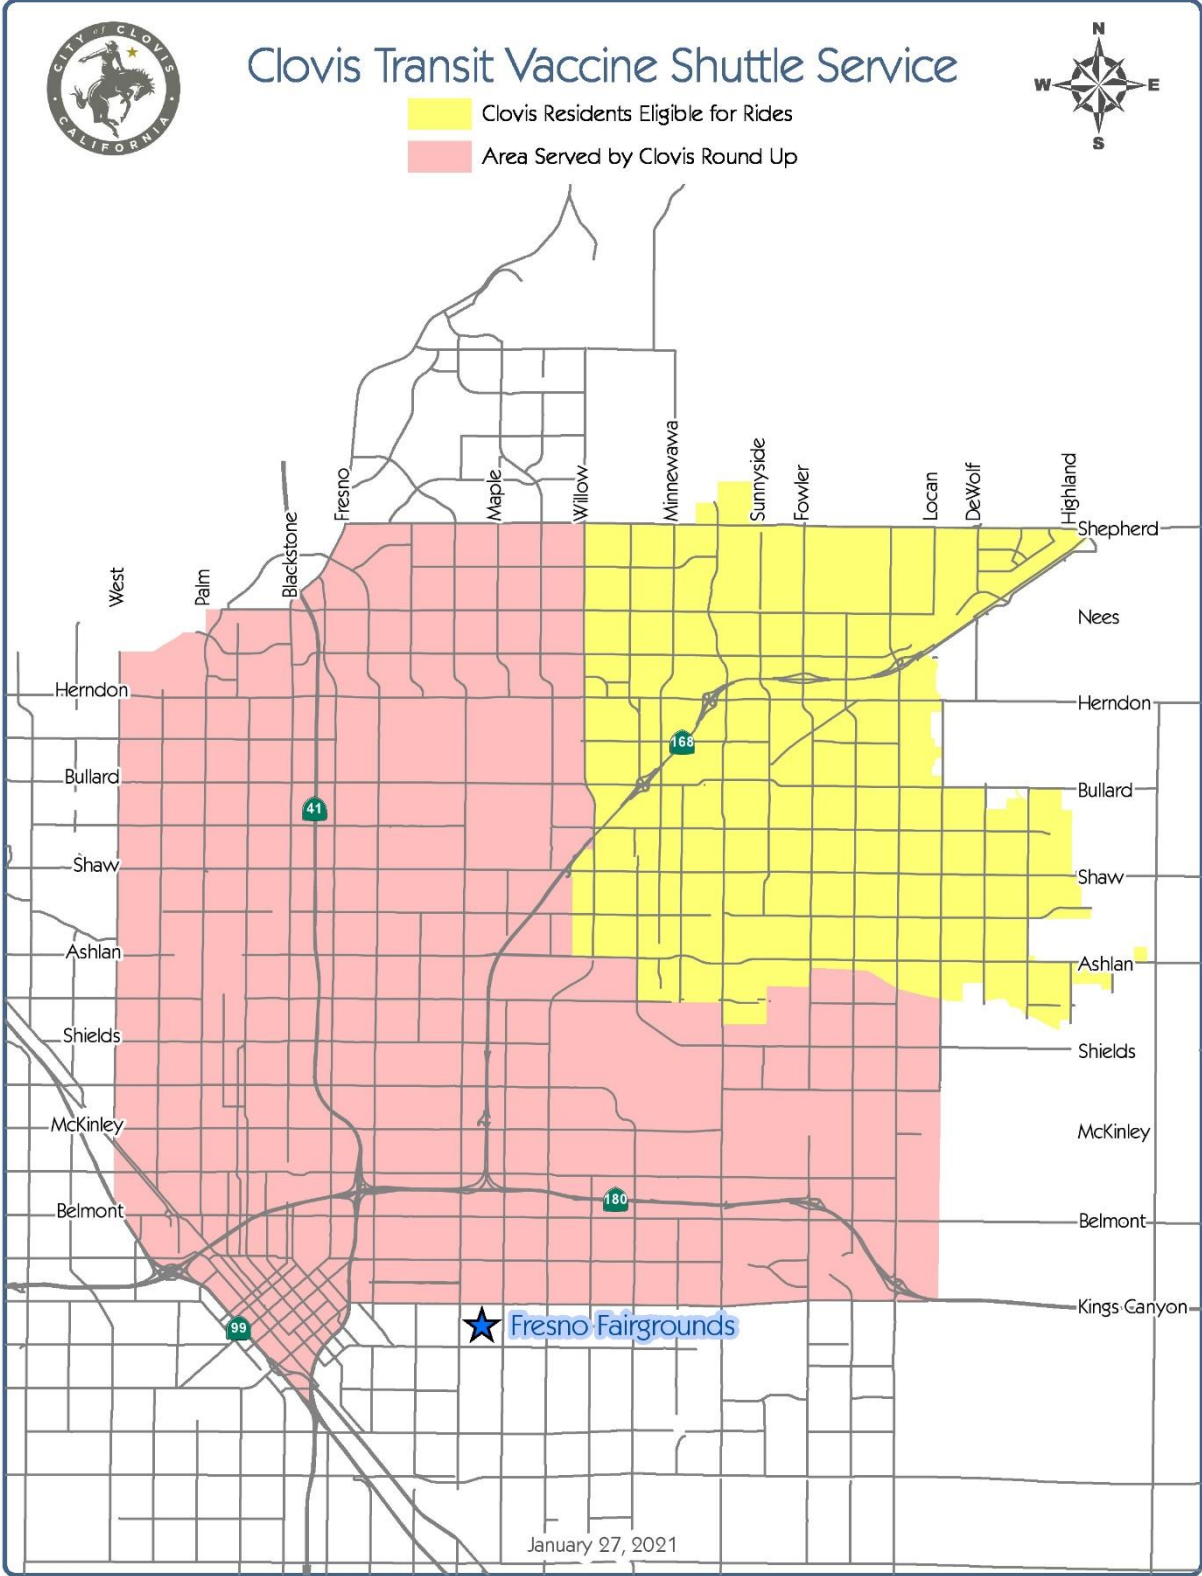 CITY of CLOVIS
CALIFORNIA
Clovis Transit Vaccine Shuttle Service
Clovis Residents Eligible for Rides
Area Served by Clovis Round Up
N
W
E
S
West
Palm
Blackstone
Fresno
Maple
Willow
Minnewawa
Sunnyside
Fowler
Locan
DeWolf
Highland
Shepherd
Nees
Herndon
Herndon
168
Bullard
Bullard
41
Shaw
Shaw
Ashlan
Ashlan
Shields
Shields
McKinley
McKinley
180
Belmont
Belmont
Kings Canyon
99
Fresno Fairgrounds
January 27, 2021